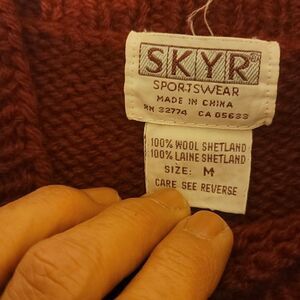 SKYR®
SPORTSWEAR
MADE IN CHINA
RN 32774 CA 05633
100% WOOL SHETLAND
100% LAINE SHETLAND
SIZE: M
CARE SEE REVERSE